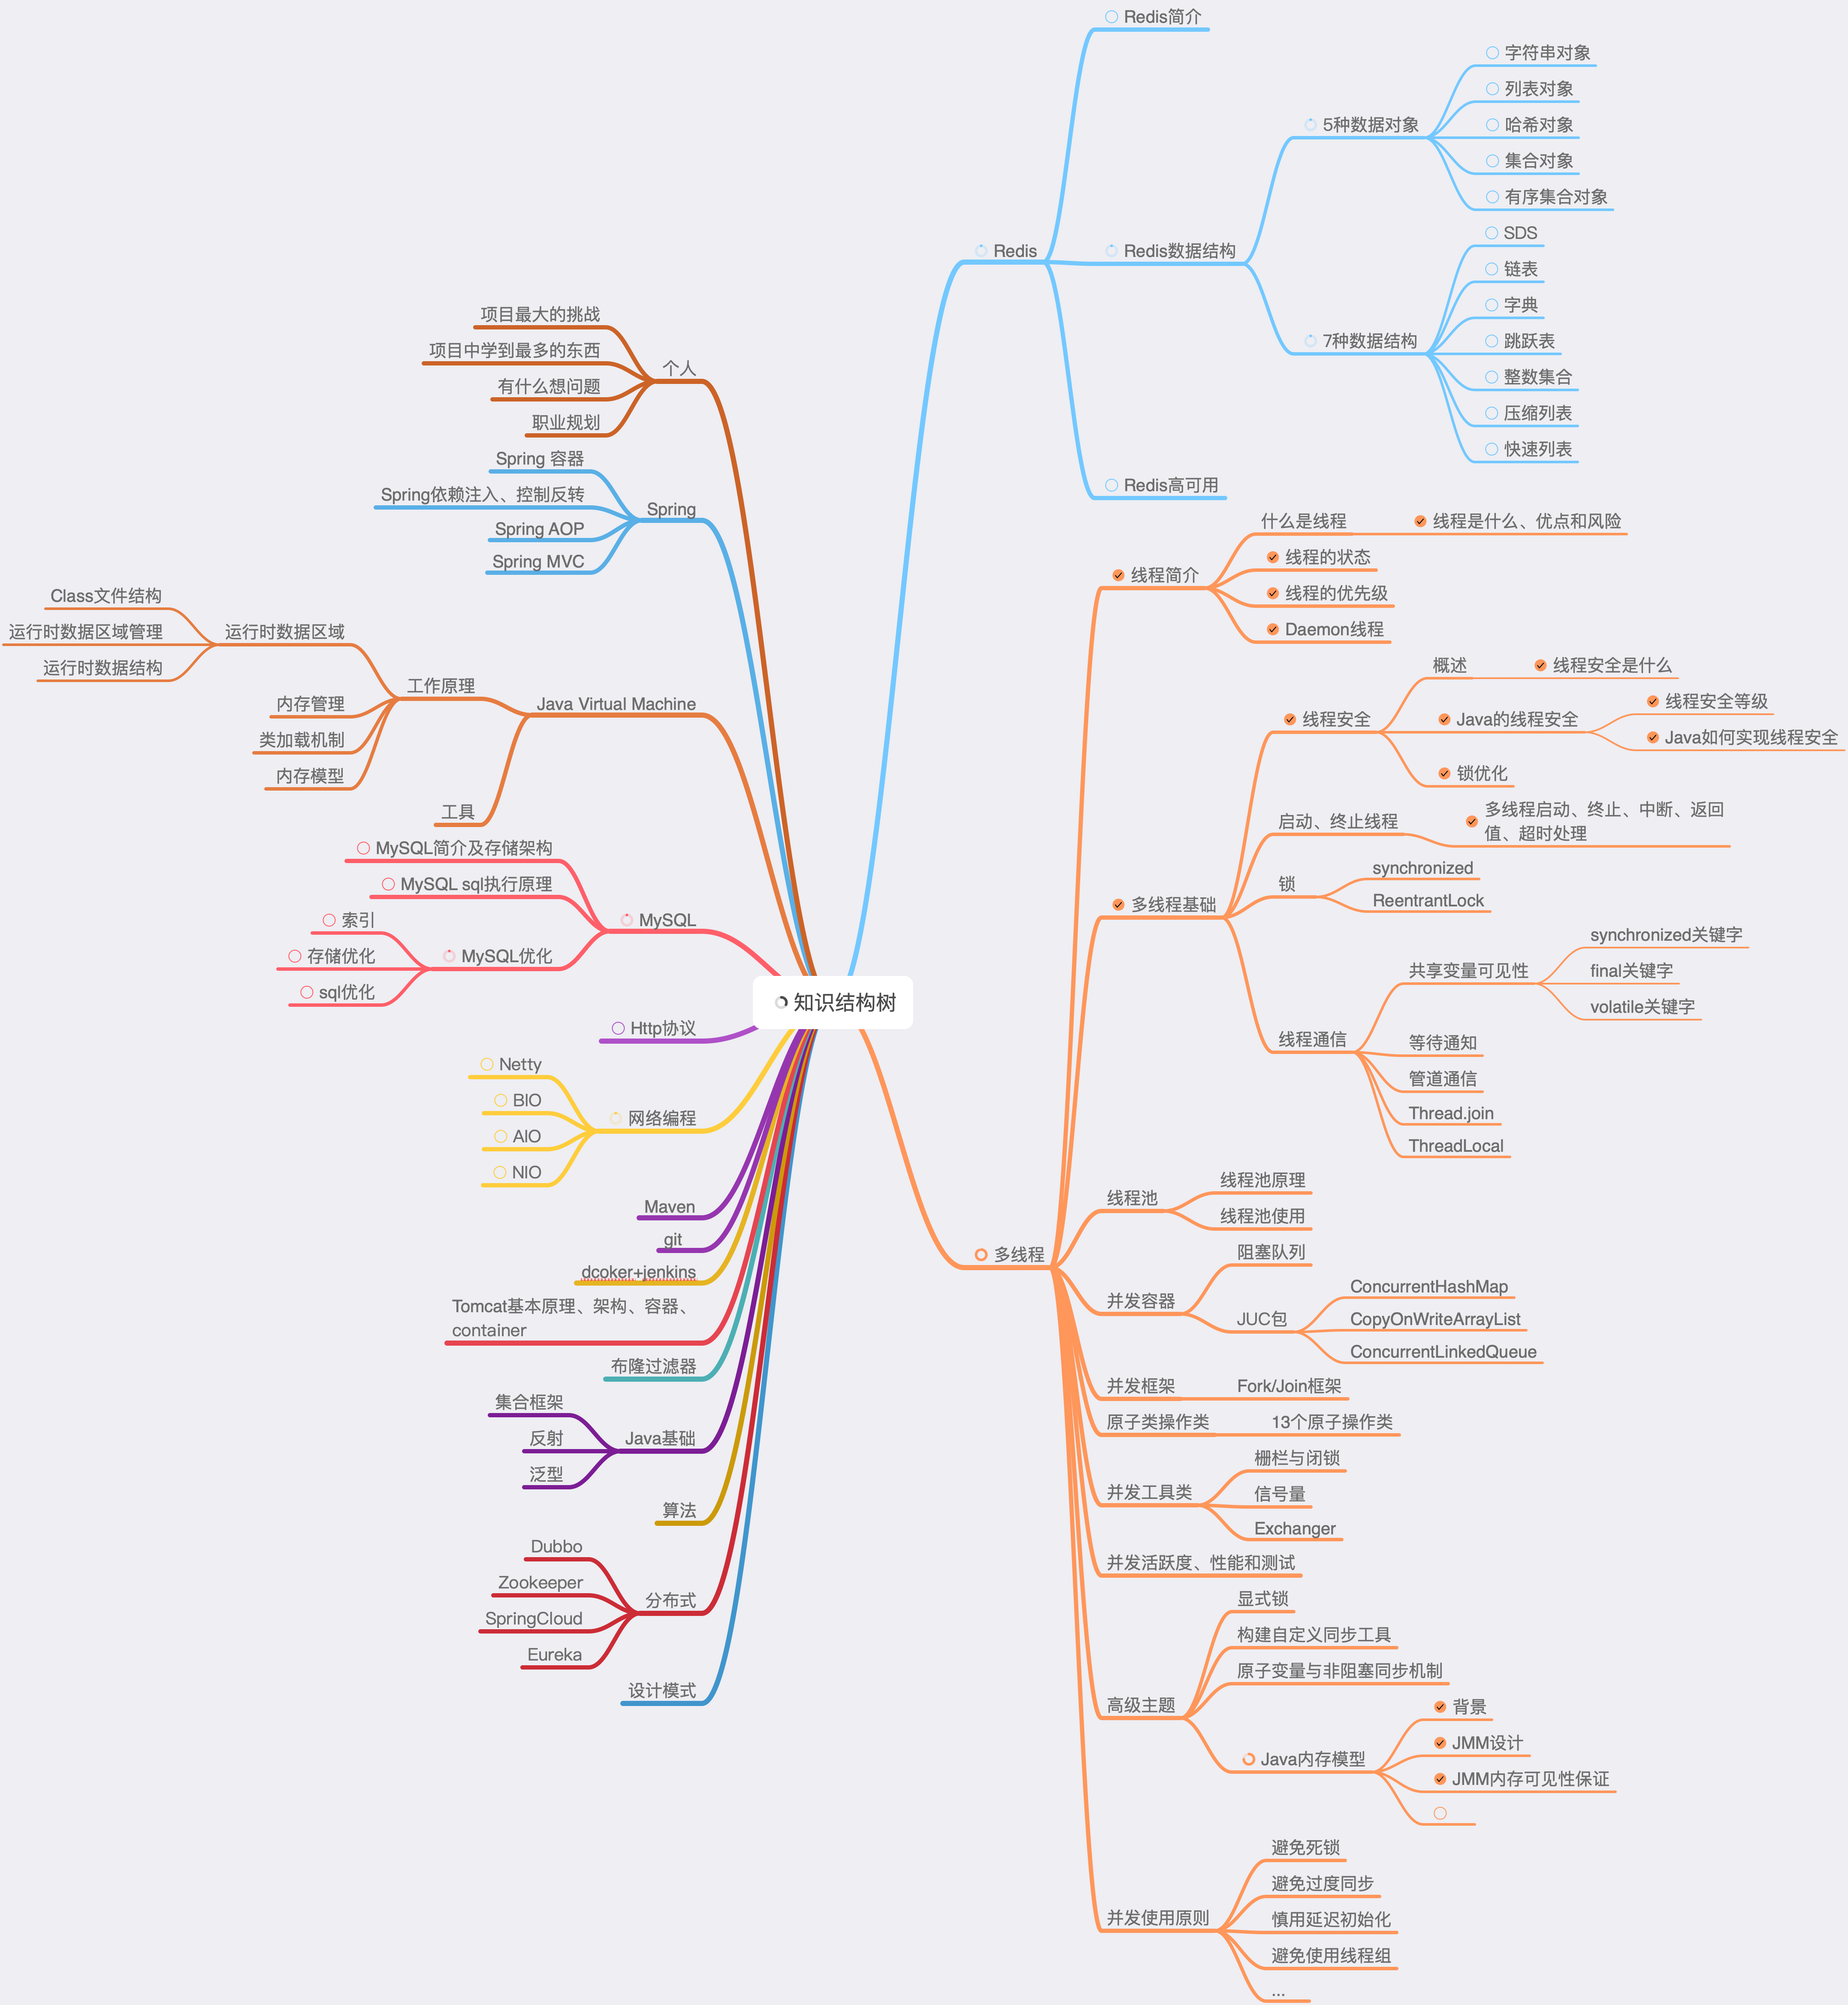 知识结构树
Redis
Redis简介
Redis数据结构
5种数据对象
字符串对象
列表对象
哈希对象
集合对象
有序集合对象
7种数据结构
SDS
链表
字典
跳跃表
整数集合
压缩列表
快速列表
Redis高可用
多线程
线程简介
什么是线程
线程是什么、优点和风险
线程的状态
线程的优先级
Daemon线程
多线程基础
线程安全
概述
线程安全是什么
Java的线程安全
线程安全等级
Java如何实现线程安全
锁优化
启动、终止线程
多线程启动、终止、中断、返回
值、超时处理
锁
synchronized
ReentrantLock
线程通信
共享变量可见性
synchronized关键字
final关键字
volatile关键字
等待通知
管道通信
Thread.join
ThreadLocal
线程池
线程池原理
线程池使用
并发容器
阻塞队列
JUC包
ConcurrentHashMap
CopyOnWriteArrayList
ConcurrentLinkedQueue
并发框架
Fork/Join框架
原子类操作类
13个原子操作类
并发工具类
栅栏与闭锁
信号量
Exchanger
并发活跃度、性能和测试
高级主题
显式锁
构建自定义同步工具
原子变量与非阻塞同步机制
Java内存模型
背景
JMM设计
JMM内存可见性保证
并发使用原则
避免死锁
避免过度同步
慎用延迟初始化
避免使用线程组
...
个人
项目最大的挑战
项目中学到最多的东西
有什么想问题
职业规划
Spring
Spring 容器
Spring依赖注入、控制反转
Spring AOP
Spring MVC
Java Virtual Machine
工作原理
运行时数据区域
Class文件结构
运行时数据区域管理
运行时数据结构
内存管理
类加载机制
内存模型
工具
MySQL
MySQL简介及存储架构
MySQL sql执行原理
MySQL优化
索引
存储优化
sql优化
Http协议
网络编程
Netty
BIO
AIO
NIO
Maven
git
dcoker+jenkins
Tomcat基本原理、架构、容器、
container
布隆过滤器
Java基础
集合框架
反射
泛型
算法
分布式
Dubbo
Zookeeper
SpringCloud
Eureka
设计模式